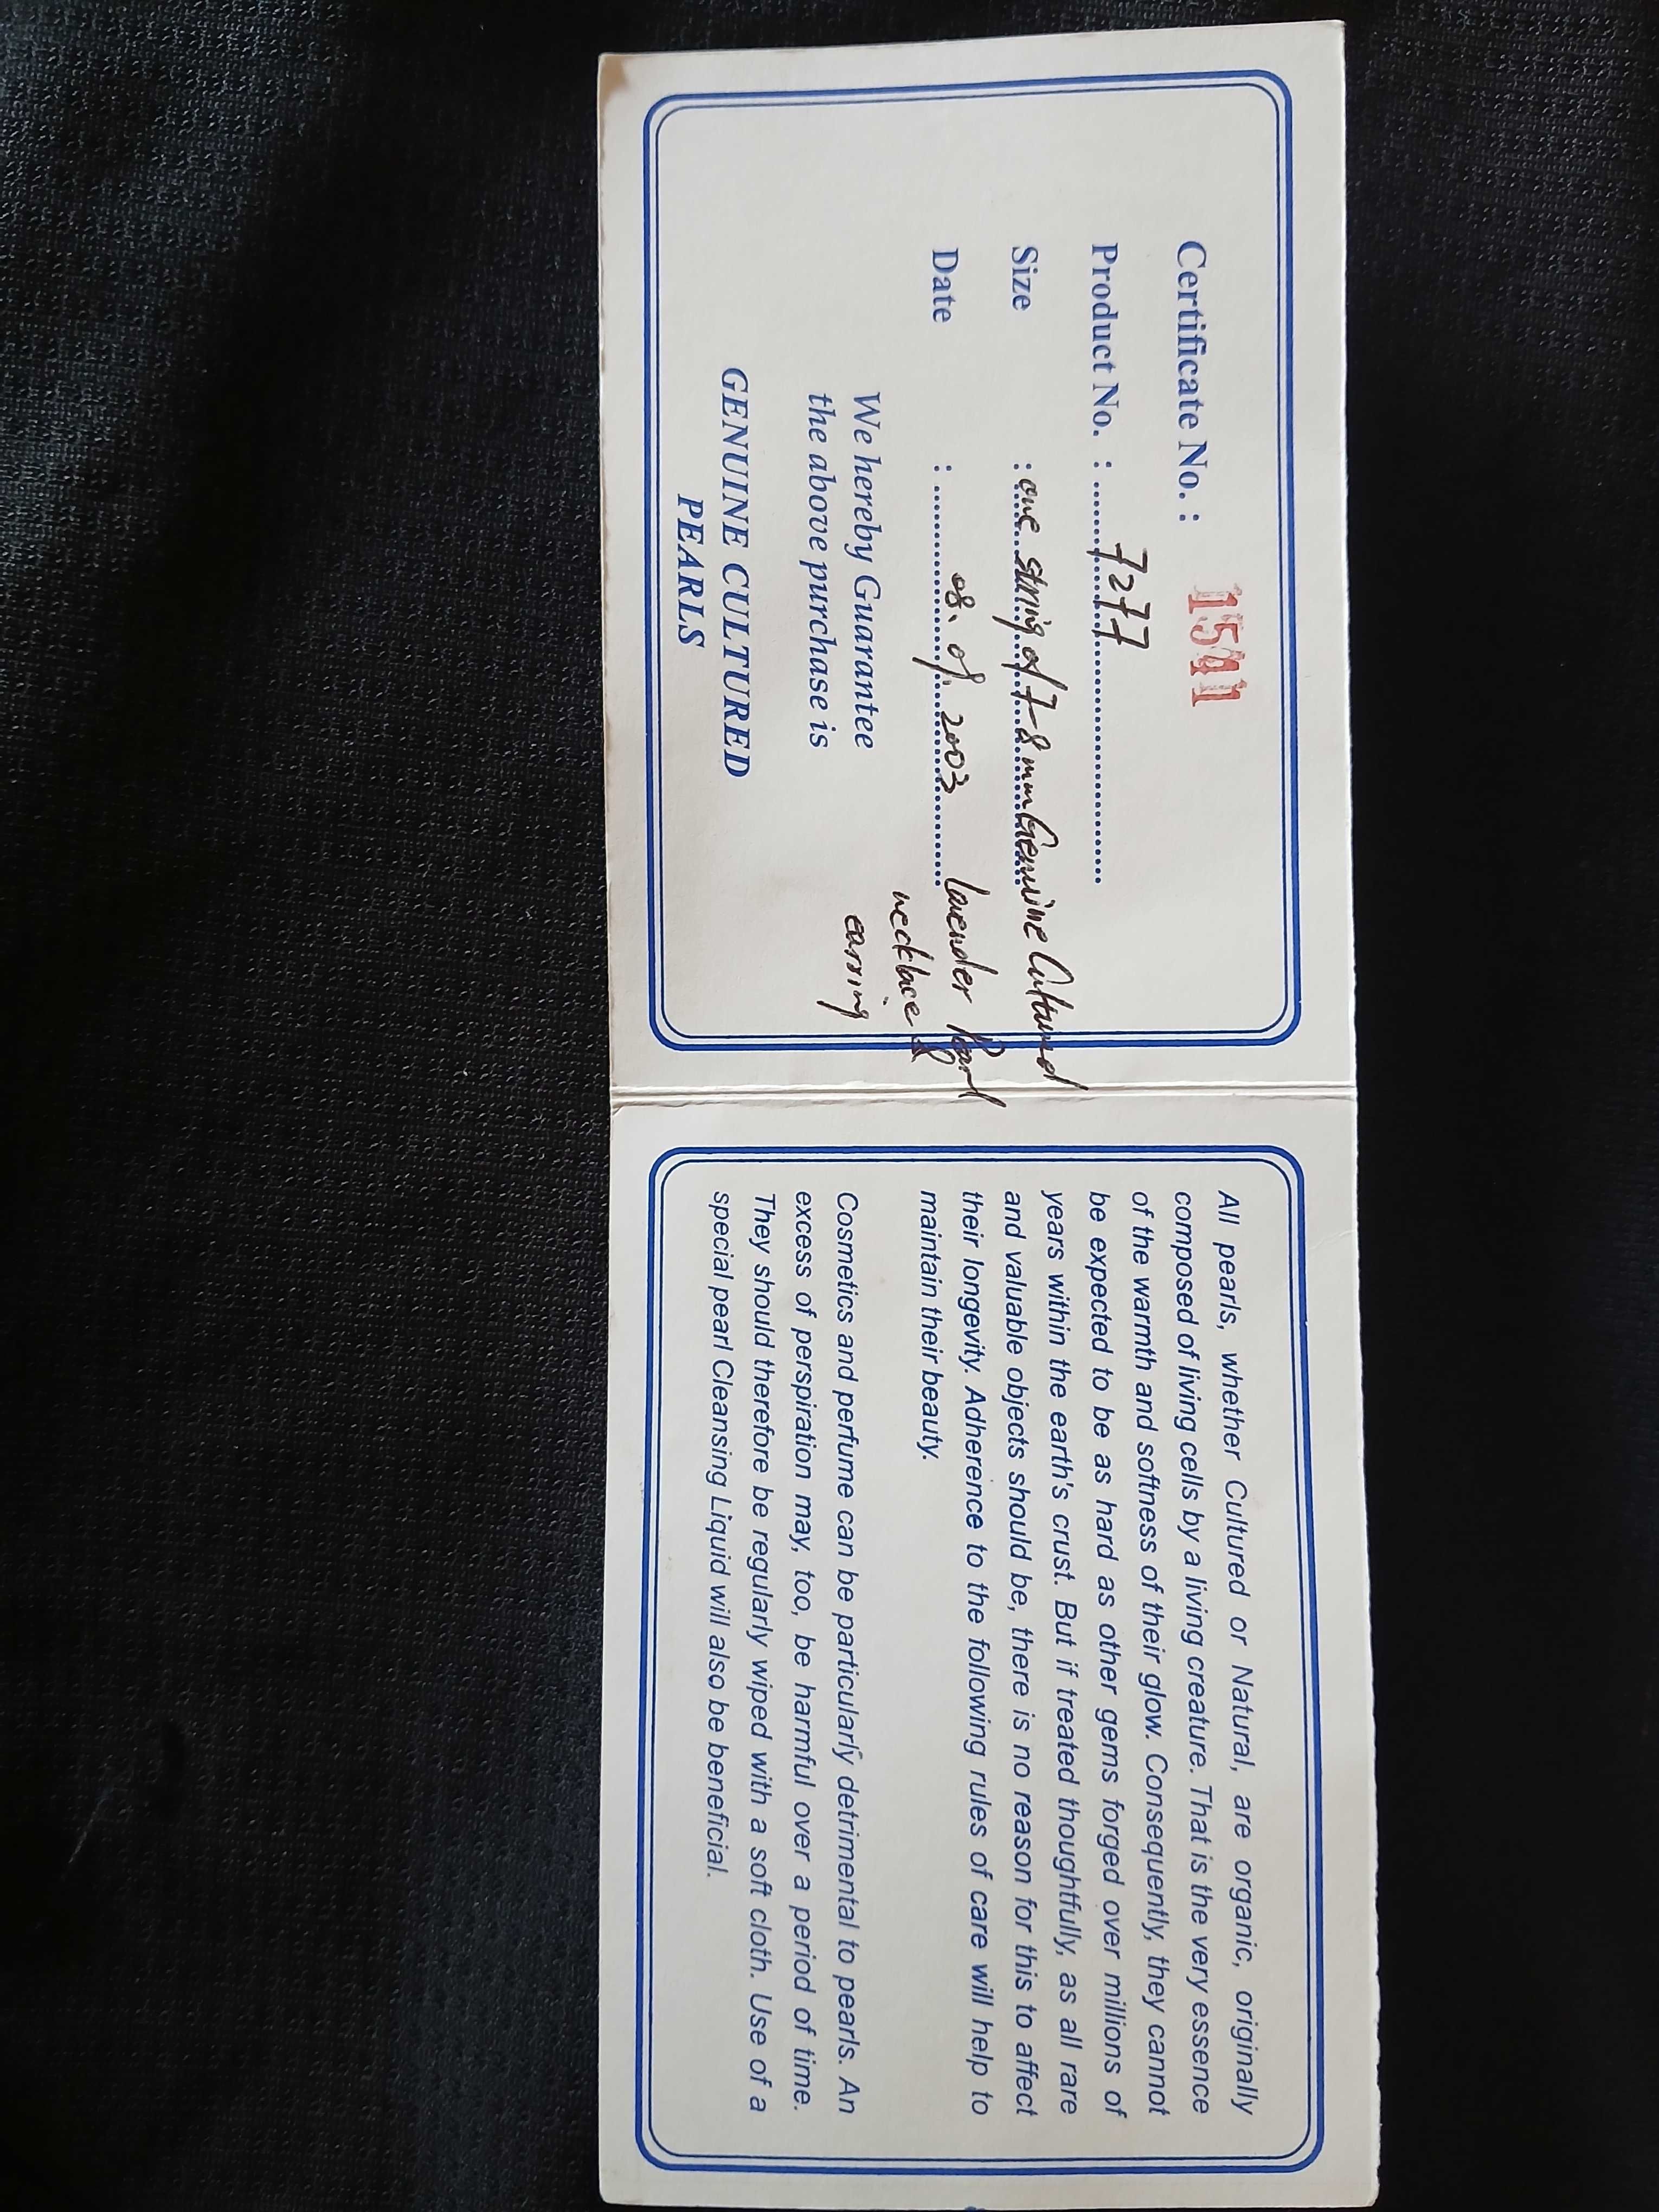 Certificate No. : 1541
Product No. : 7277
Size : one string of 7-8 mm Genuine Cultured
Date : 08. 2003 lavender Pearl
necklace &
earring
We hereby Guarantee
the above purchase is
GENUINE CULTURED
PEARLS
All pearls, whether Cultured or Natural, are organic, originally
composed of living cells by a living creature. That is the very essence
of the warmth and softness of their glow. Consequently, they cannot
be expected to be as hard as other gems forged over millions of
years within the earth's crust. But if treated thoughtfully, as all rare
and valuable objects should be, there is no reason for this to affect
their longevity. Adherence to the following rules of care will help to
maintain their beauty.
Cosmetics and perfume can be particularly detrimental to pearls. An
excess of perspiration may, too, be harmful over a period of time.
They should therefore be regularly wiped with a soft cloth. Use of a
special pearl Cleansing Liquid will also be beneficial.